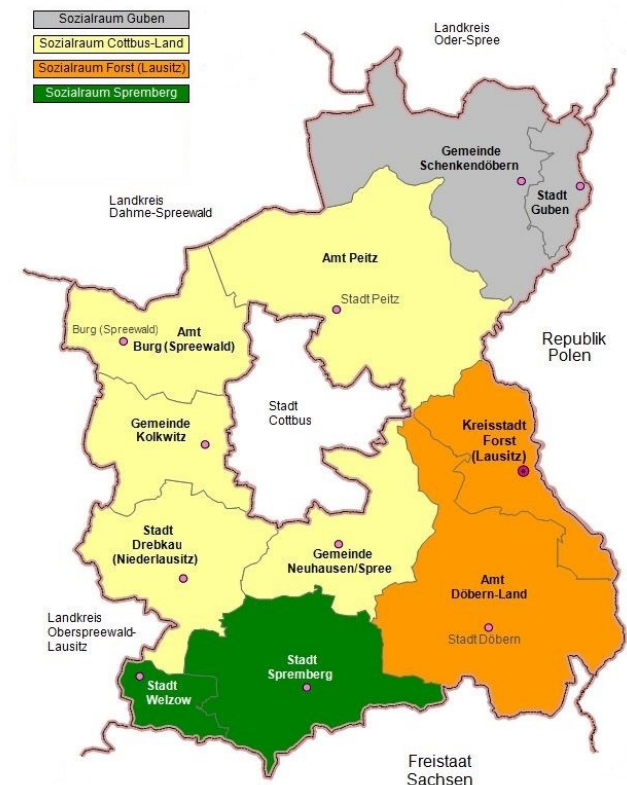 Sozialraum Guben
Sozialraum Cottbus-Land
Sozialraum Forst (Lausitz)
Sozialraum Spremberg
Landkreis
Oder-Spree
Gemeinde
Schenkendöbern
Stadt
Guben
Landkreis
Dahme-Spreewald
Amt Peitz
Stadt Peitz
Burg (Spreewald)
Amt
Burg (Spreewald)
Republik
Polen
Stadt
Cottbus
Gemeinde
Kolkwitz
Kreisstadt
Forst
(Lausitz)
Stadt
Drebkau
(Niederlausitz)
Gemeinde
Neuhausen/Spree
Amt
Döbern-Land
Stadt Döbern
Landkreis
Oberspreewald-
Lausitz
Stadt
Spremberg
Stadt
Welzow
Freistaat
Sachsen